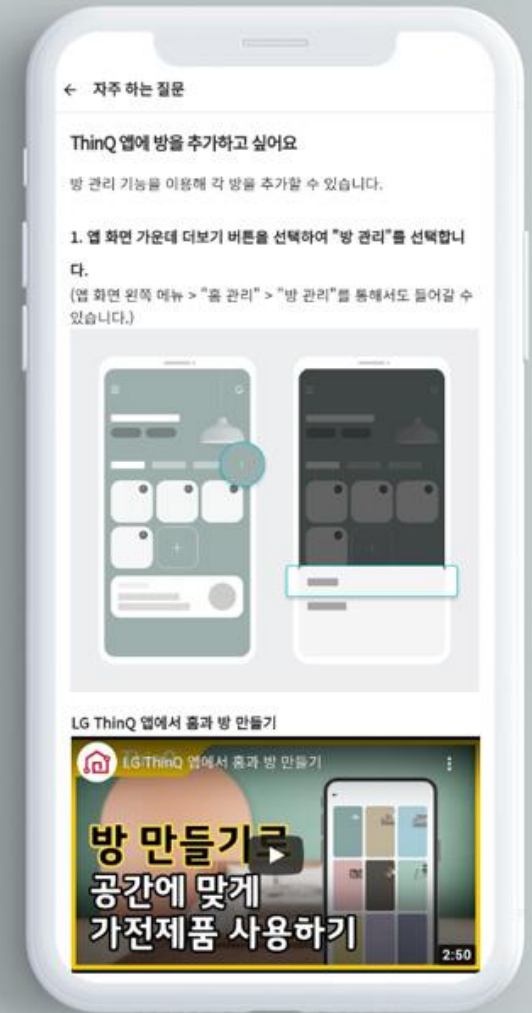 ← 자주 하는 질문
ThinQ 앱에 방을 추가하고 싶어요
방 관리 기능을 이용해 각 방을 추가할 수 있습니다.
1. 앱 화면 가운데 더보기 버튼을 선택하여 "방 관리"를 선택합니
다.
(앱 화면 왼쪽 메뉴 > "홈 관리" > "방 관리"를 통해서도 들어갈 수
있습니다.)
LG ThinQ 앱에서 홈과 방 만들기
LG ThinQ 앱에서 홈과 방 만들기
방 만들기로
공간에 맞게
가전제품 사용하기
2:50